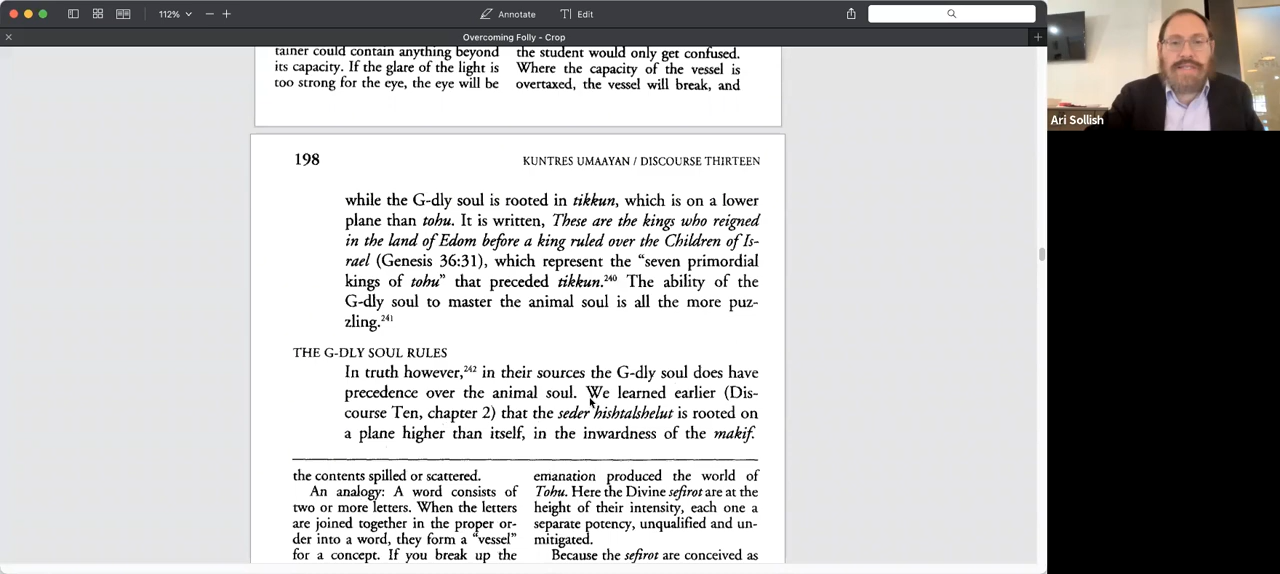 112%
Annotate
Edit
Overcoming Folly - Crop
tainer could contain anything beyond
its capacity. If the glare of the light is
too strong for the eye, the eye will be
the student would only get confused.
Where the capacity of the vessel is
overtaxed, the vessel will break, and
198
KUNTRES UMAAYAN / DISCOURSE THIRTEEN
while the G-dly soul is rooted in tikkun, which is on a lower
plane than tohu. It is written, These are the kings who reigned
in the land of Edom before a king ruled over the Children of Is-
rael (Genesis 36:31), which represent the “seven primordial
kings of tohu” that preceded tikkun.240 The ability of the
G-dly soul to master the animal soul is all the more puz-
zling.241
THE G-DLY SOUL RULES
In truth however,242 in their sources the G-dly soul does have
precedence over the animal soul. We learned earlier (Dis-
course Ten, chapter 2) that the seder hishtalshelut is rooted on
a plane higher than itself, in the inwardness of the makif.
the contents spilled or scattered.
An analogy: A word consists of
two or more letters. When the letters
are joined together in the proper or-
der into a word, they form a “vessel”
for a concept. If you break up the
emanation produced the world of
Tohu. Here the Divine sefirot are at the
height of their intensity, each one a
separate potency, unqualified and un-
mitigated.
Because the sefirot are conceived as
Ari Sollish